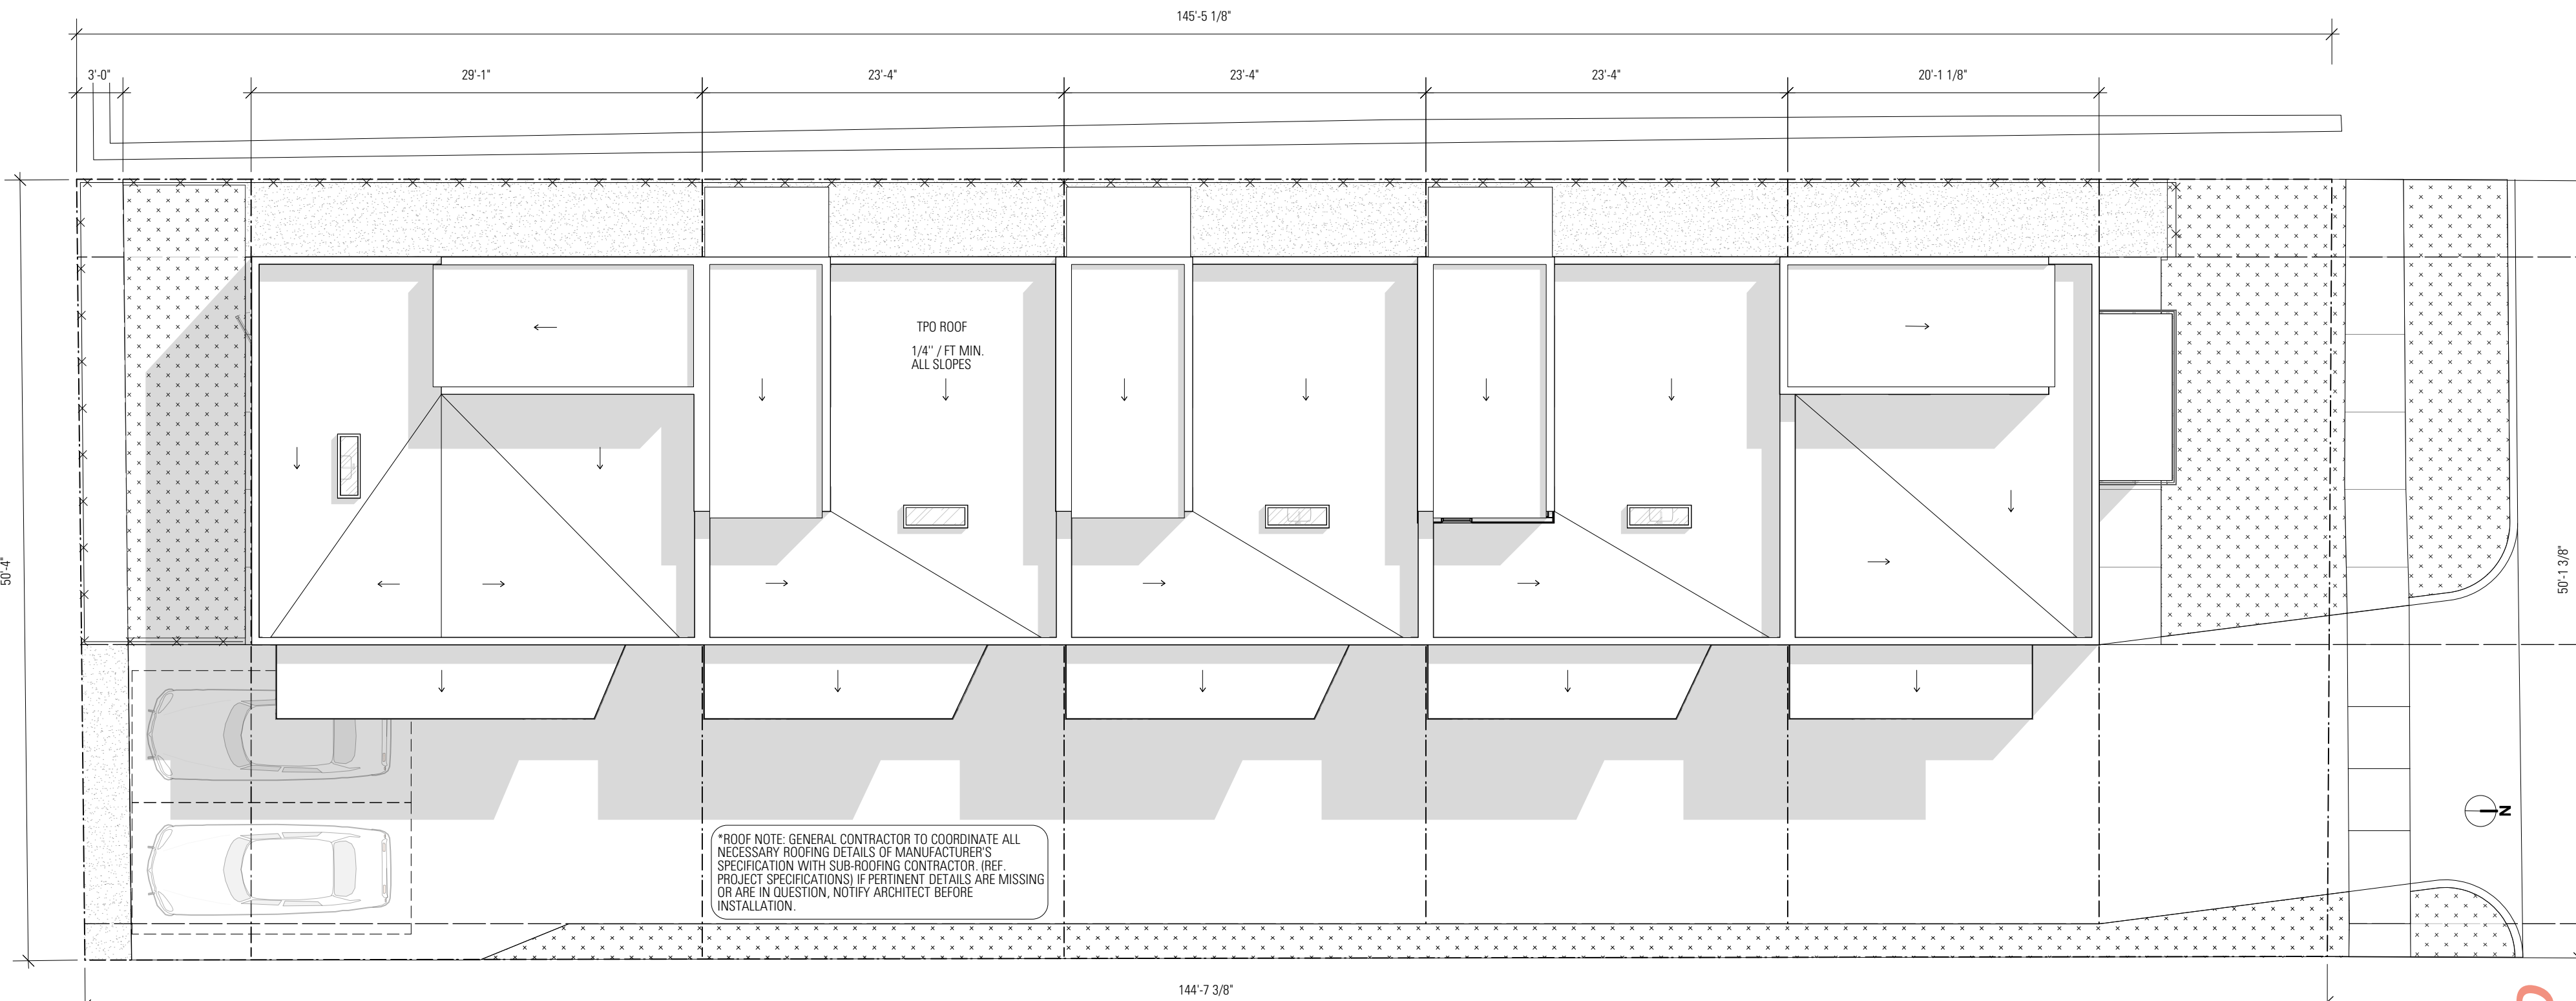 145'-5 1/8"
3'-0"
29'-1"
23'-4"
23'-4"
23'-4"
20'-1 1/8"
TPO ROOF
1/4'' / FT MIN.
ALL SLOPES
50'-4"
50'-1 3/8"
N
*ROOF NOTE: GENERAL CONTRACTOR TO COORDINATE ALL
NECESSARY ROOFING DETAILS OF MANUFACTURER'S
SPECIFICATION WITH SUB-ROOFING CONTRACTOR. (REF.
PROJECT SPECIFICATIONS) IF PERTINENT DETAILS ARE MISSING
OR ARE IN QUESTION, NOTIFY ARCHITECT BEFORE
INSTALLATION.
144'-7 3/8"